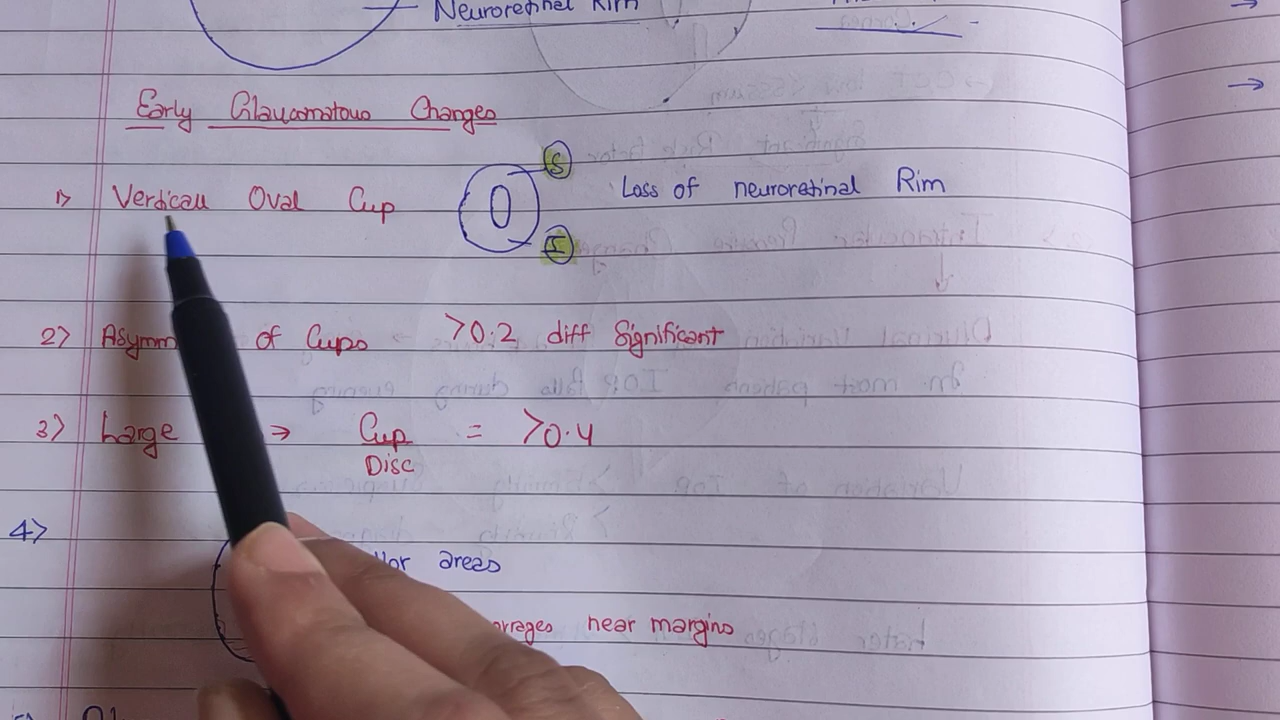 Neuroretinal Rim
Early Glaucomatous Changes
1) Vertical Oval Cup S I Loss of neuroretinal Rim
2) of Cups >0.2 diff Significant
3) Large → Cup = >0.4
Disc
4)
areas
near margins